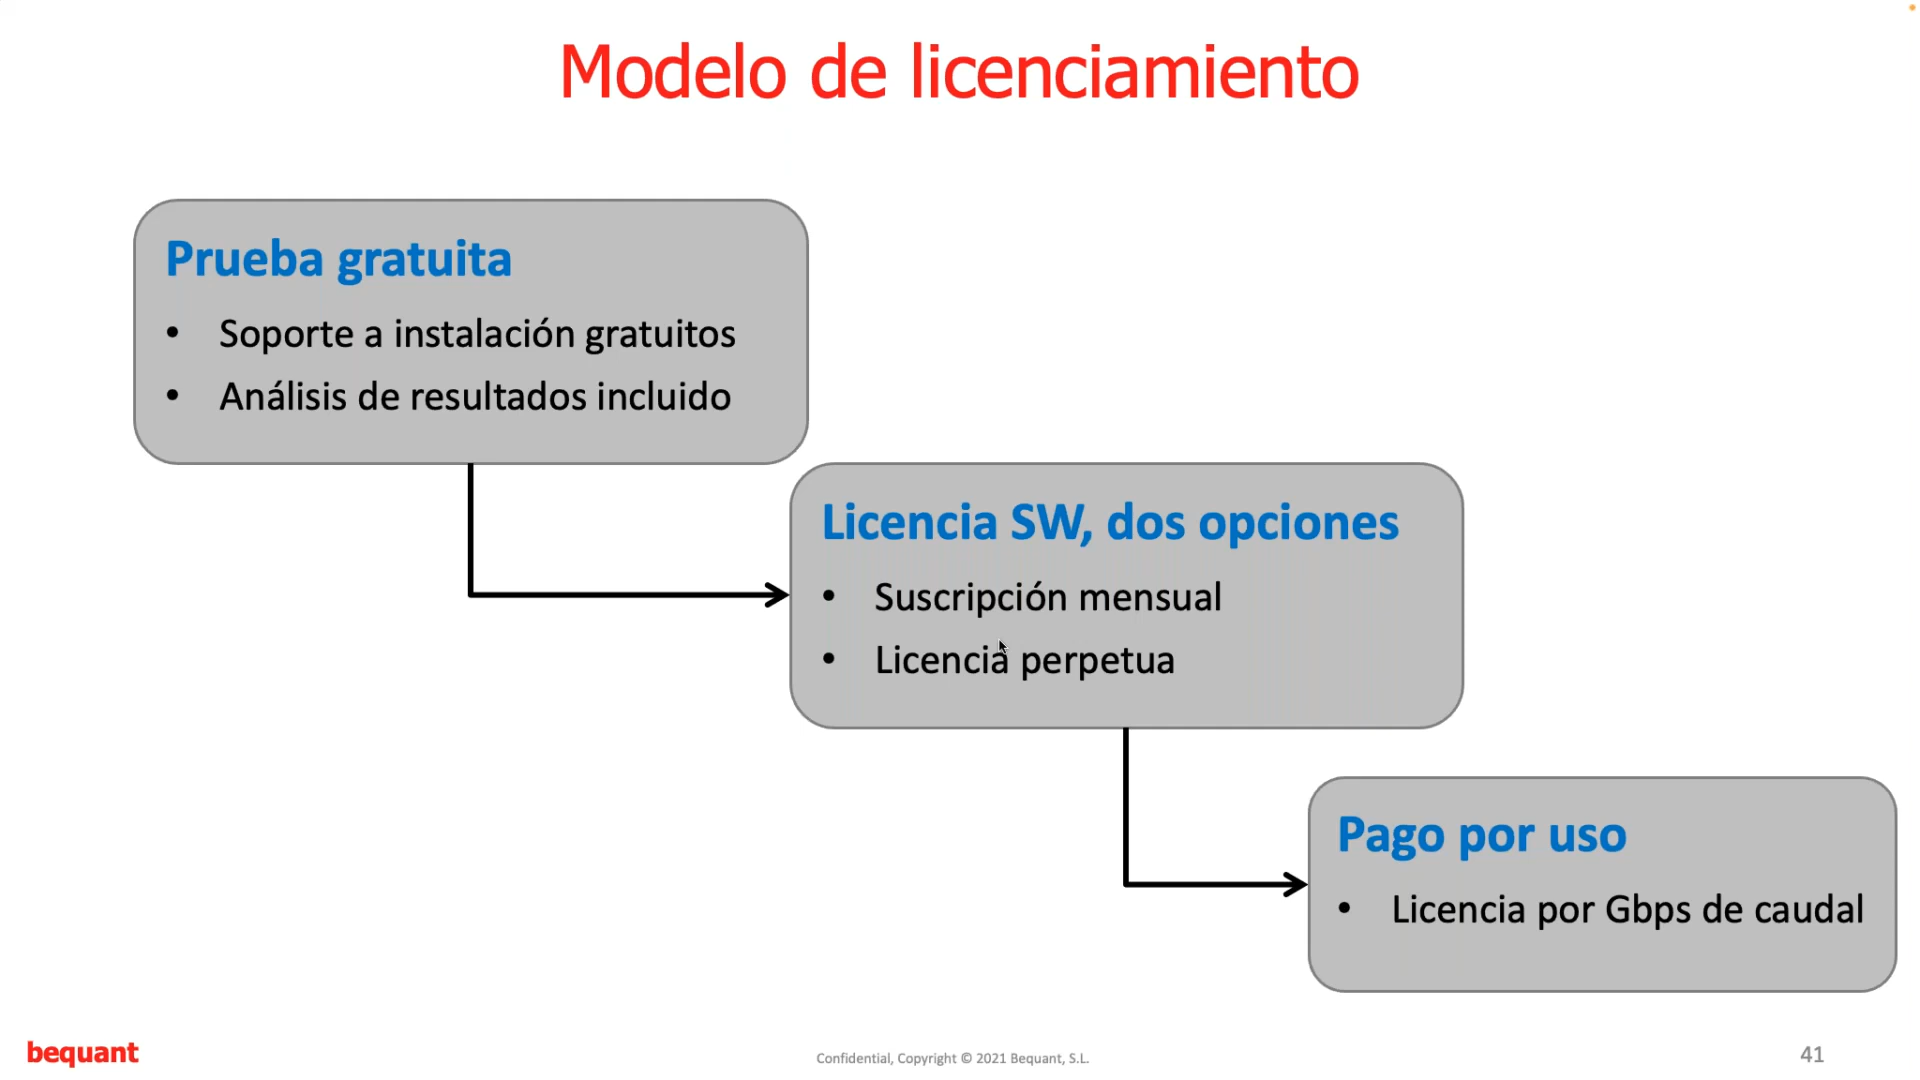 Modelo de licenciamiento
Prueba gratuita
• Soporte a instalación gratuitos
• Análisis de resultados incluido
Licencia SW, dos opciones
• Suscripción mensual
• Licencia perpetua
Pago por uso
• Licencia por Gbps de caudal
bequant
Confidential, Copyright © 2021 Bequant, S.L.
41